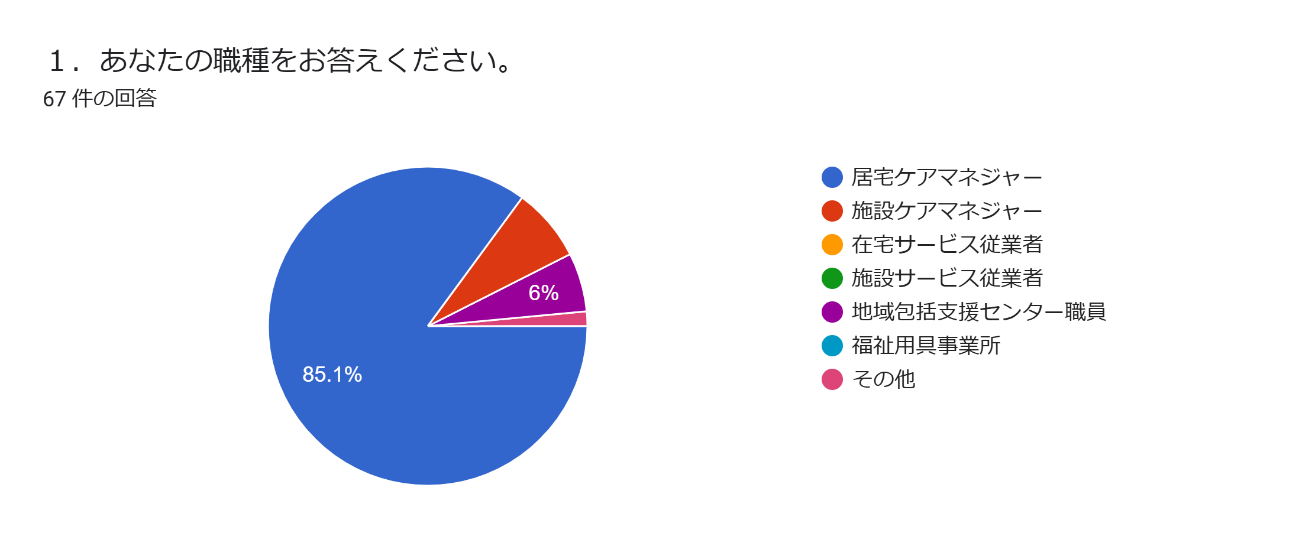 １．あなたの職種をお答えください。
67 件の回答
居宅ケアマネジャー
施設ケアマネジャー
在宅サービス従業者
施設サービス従業者
地域包括支援センター職員
福祉用具事業所
その他
6%
85.1%